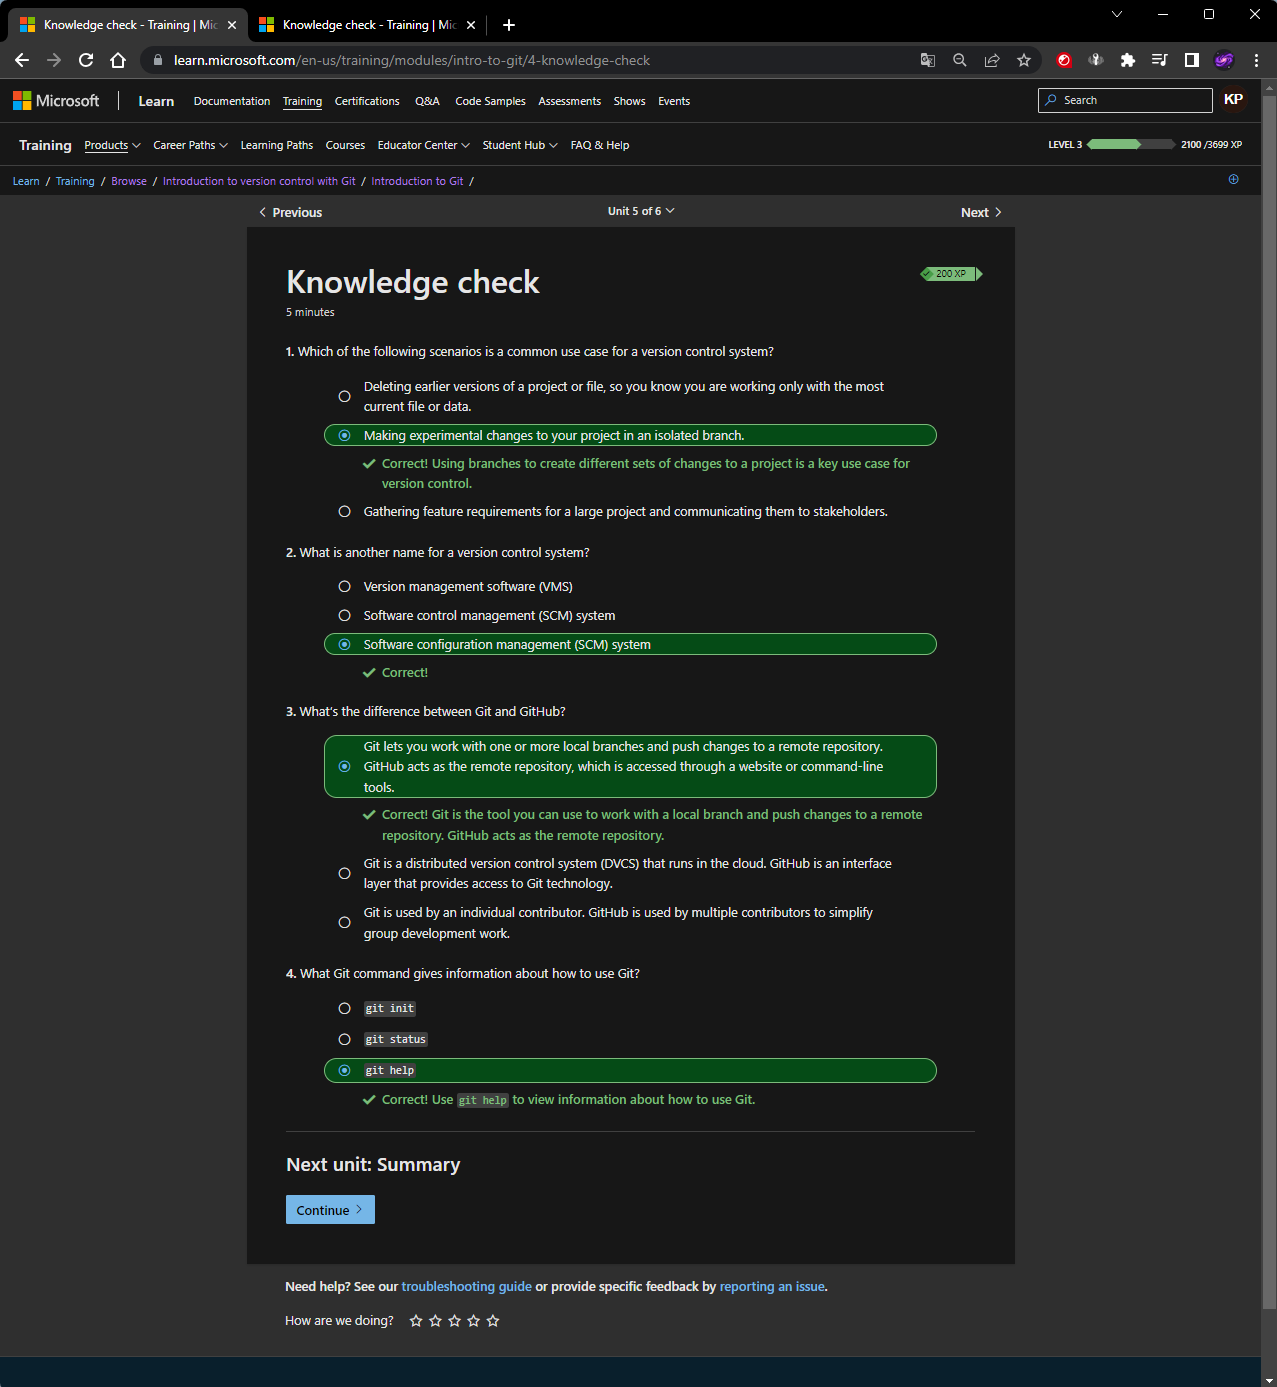 Knowledge check - Training | Mic
Knowledge check - Training | Mic
learn.microsoft.com/en-us/training/modules/intro-to-git/4-knowledge-check
Microsoft
Learn Documentation Training Certifications Q&A Code Samples Assessments Shows Events
Search
KP
Training Products Career Paths Learning Paths Courses Educator Center Student Hub FAQ & Help
LEVEL 3 2100 /3699 XP
Learn / Training / Browse / Introduction to version control with Git / Introduction to Git /
Previous
Unit 5 of 6
Next
Knowledge check
200 XP
5 minutes
1. Which of the following scenarios is a common use case for a version control system?
Deleting earlier versions of a project or file, so you know you are working only with the most
current file or data.
Making experimental changes to your project in an isolated branch.
Correct! Using branches to create different sets of changes to a project is a key use case for
version control.
Gathering feature requirements for a large project and communicating them to stakeholders.
2. What is another name for a version control system?
Version management software (VMS)
Software control management (SCM) system
Software configuration management (SCM) system
Correct!
3. What's the difference between Git and GitHub?
Git lets you work with one or more local branches and push changes to a remote repository.
GitHub acts as the remote repository, which is accessed through a website or command-line
tools.
Correct! Git is the tool you can use to work with a local branch and push changes to a remote
repository. GitHub acts as the remote repository.
Git is a distributed version control system (DVCS) that runs in the cloud. GitHub is an interface
layer that provides access to Git technology.
Git is used by an individual contributor. GitHub is used by multiple contributors to simplify
group development work.
4. What Git command gives information about how to use Git?
git init
git status
git help
Correct! Use git help to view information about how to use Git.
Next unit: Summary
Continue
Need help? See our troubleshooting guide or provide specific feedback by reporting an issue.
How are we doing?